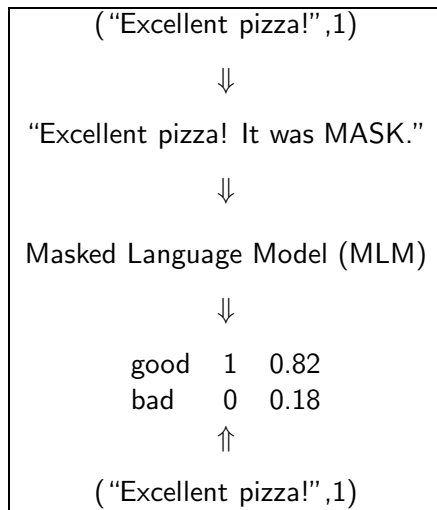 (“Excellent pizza!”,1)
⇓
“Excellent pizza! It was MASK.”
⇓
Masked Language Model (MLM)
⇓
good 1 0.82
bad 0 0.18
⇑
(“Excellent pizza!”,1)